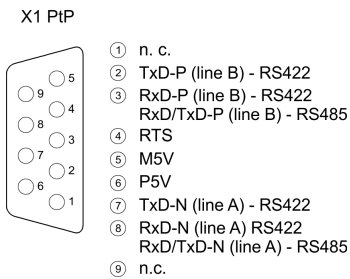 X1 PtP
5
9
4
8
3
7
2
6
1
① n. c.
② TxD-P (line B) - RS422
③ RxD-P (line B) - RS422
RxD/TxD-P (line B) - RS485
④ RTS
⑤ M5V
⑥ P5V
⑦ TxD-N (line A) - RS422
⑧ RxD-N (line A) RS422
RxD/TxD-N (line A) - RS485
⑨ n.c.